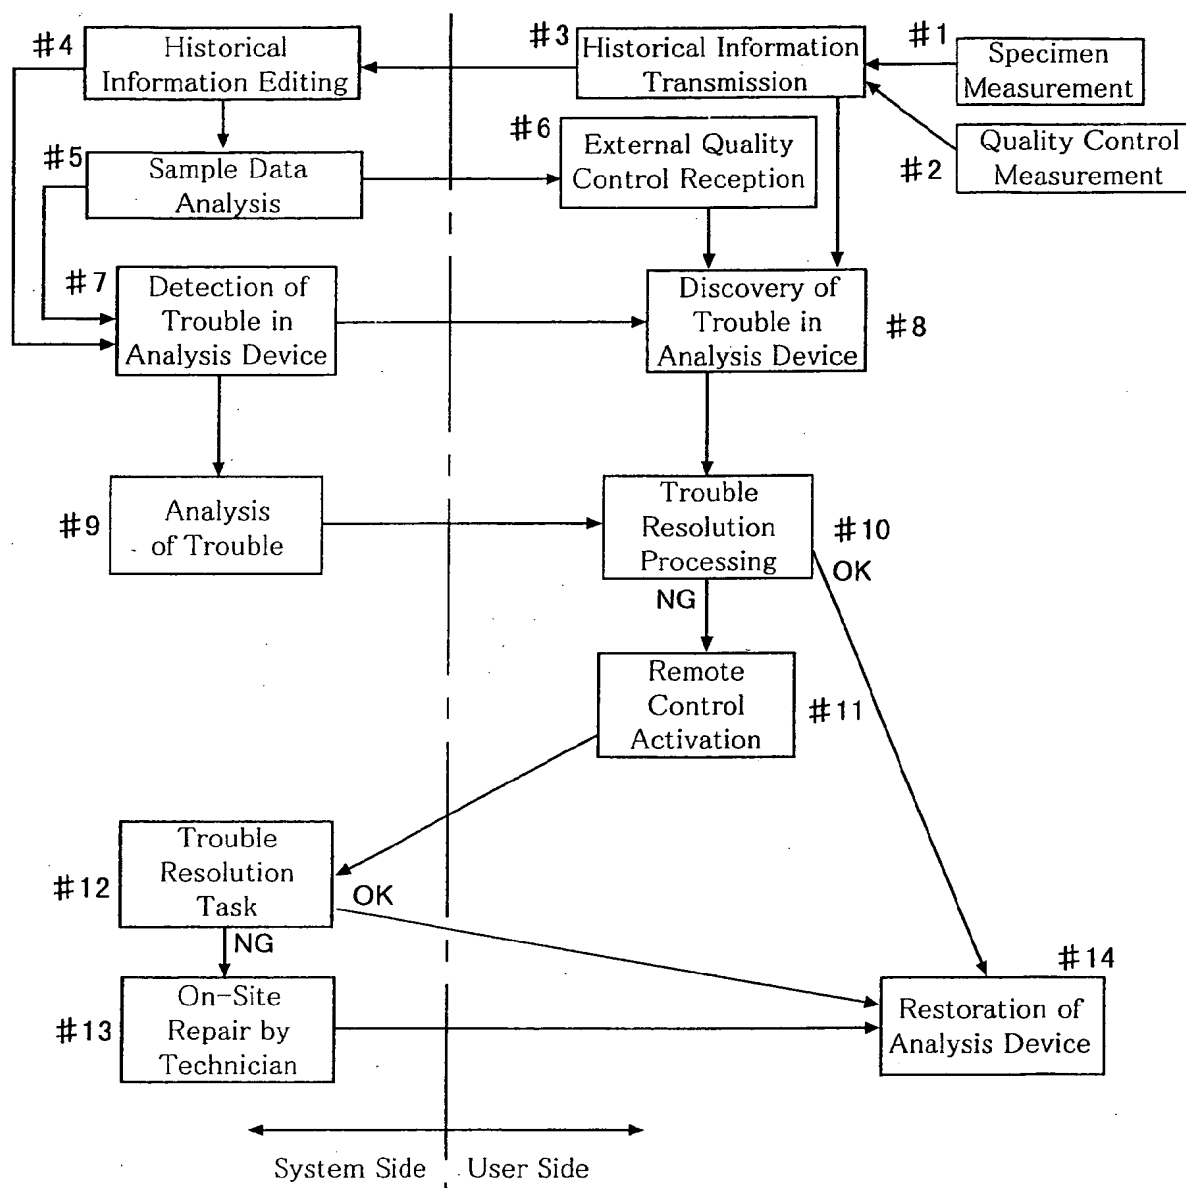 #4
Historical
Information Editing
#3
Historical Information
Transmission
#1
Specimen
Measurement
#2
Quality Control
Measurement
#5
Sample Data
Analysis
#6
External Quality
Control Reception
#7
Detection of
Trouble in
Analysis Device
Discovery of
Trouble in
Analysis Device
#8
#9
Analysis
of Trouble
Trouble
Resolution
Processing
#10
OK
NG
Remote
Control
Activation
#11
#12
Trouble
Resolution
Task
OK
NG
#13
On-Site
Repair by
Technician
#14
Restoration of
Analysis Device
System Side
User Side